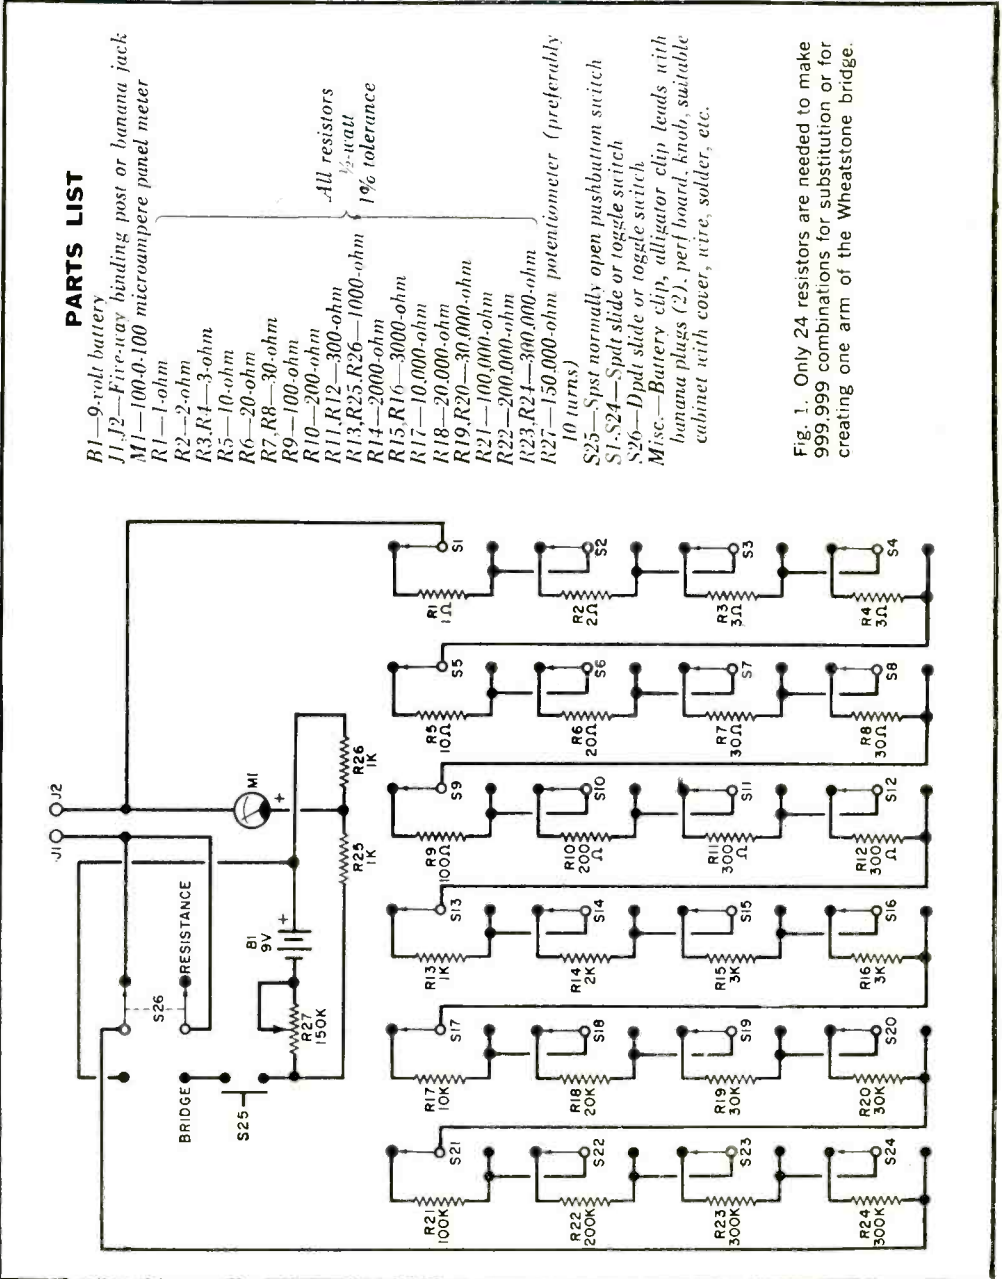 PARTS LIST
B1—9-volt battery
J1,J2—Five-way binding post or banana jack
M1—100-0-100 microampere panel meter
R1—1-ohm
R2—2-ohm
R3,R4—3-ohm
R5—10-ohm
R6—20-ohm
R7,R8—30-ohm
R9—100-ohm
R10—200-ohm
R11,R12—300-ohm
R13,R25,R26—1000-ohm
R14—2000-ohm
R15,R16—3000-ohm
R17—10,000-ohm
R18—20,000-ohm
R19,R20—30,000-ohm
R21—100,000-ohm
R22—200,000-ohm
R23,R24—300,000-ohm
All resistors
½-watt
1% tolerance
R27—150,000-ohm potentiometer (preferably
10 turns)
S25—Spst normally open pushbutton switch
S1-S24—Spdt slide or toggle switch
S26—Dpdt slide or toggle switch
Misc.—Battery clip, alligator clip leads with
banana plugs (2), perf board, knob, suitable
cabinet with cover, wire, solder, etc.
Fig. 1. Only 24 resistors are needed to make
999,999 combinations for substitution or for
creating one arm of the Wheatstone bridge.
J1
J2
S26
RESISTANCE
BRIDGE
S25
B1
9V
+
M1
+
R27
150K
R25
1K
R26
1K
R21
100K
S21
R17
10K
S17
R13
1K
S13
R9
100Ω
S9
R5
10Ω
S5
R1
1Ω
S1
R22
200K
S22
R18
20K
S18
R14
2K
S14
R10
200
Ω
S10
R6
20Ω
S6
R2
2Ω
S2
R23
300K
S23
R19
30K
S19
R15
3K
S15
R11
300
Ω
S11
R7
30Ω
S7
R3
3Ω
S3
R24
300K
S24
R20
30K
S20
R16
3K
S16
R12
300
Ω
S12
R8
30Ω
S8
R4
3Ω
S4